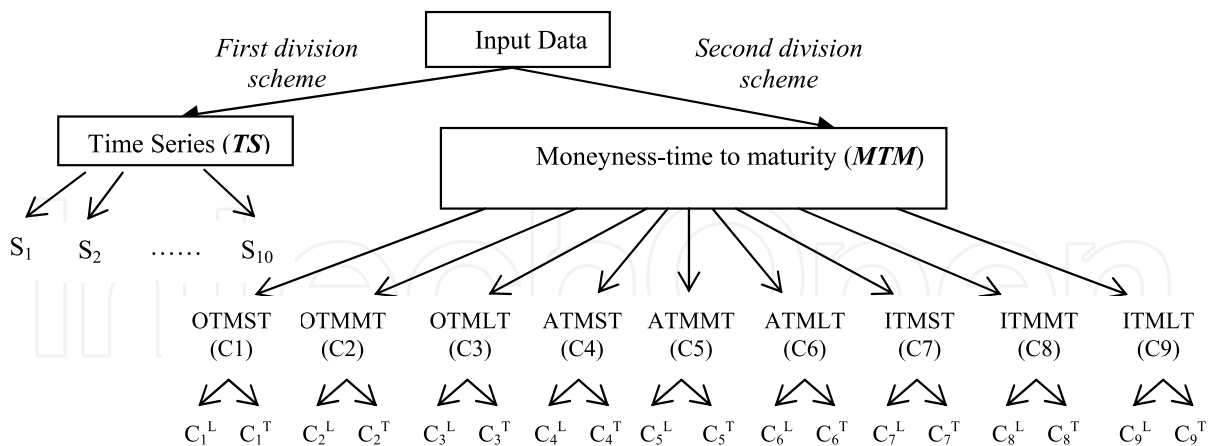 Input Data
First division
scheme
Second division
scheme
Time Series (TS)
Moneyness-time to maturity (MTM)
S₁ S₂ …… S₁₀
OTMST OTMMT OTMLT ATMST ATMMT ATMLT ITMST ITMMT ITMLT
(C1) (C2) (C3) (C4) (C5) (C6) (C7) (C8) (C9)
C₁ᴸ C₁ᵀ C₂ᴸ C₂ᵀ C₃ᴸ C₃ᵀ C₄ᴸ C₄ᵀ C₅ᴸ C₅ᵀ C₆ᴸ C₆ᵀ C₇ᴸ C₇ᵀ C₈ᴸ C₈ᵀ C₉ᴸ C₉ᵀ